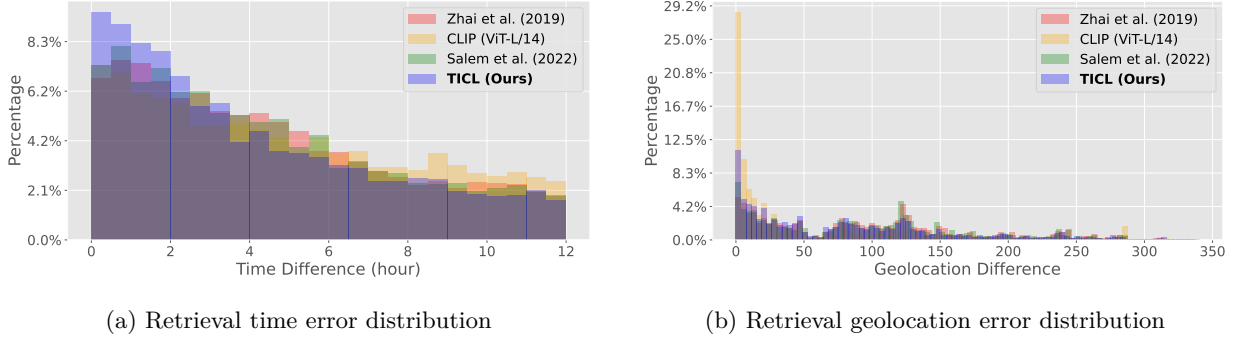 Percentage
8.3%
6.2%
4.2%
2.1%
0.0%
0 2 4 6 8 10 12
Time Difference (hour)
Zhai et al. (2019)
CLIP (ViT-L/14)
Salem et al. (2022)
TICL (Ours)
(a) Retrieval time error distribution
Percentage
29.2%
25.0%
20.8%
16.7%
12.5%
8.3%
4.2%
0.0%
0 50 100 150 200 250 300 350
Geolocation Difference
Zhai et al. (2019)
CLIP (ViT-L/14)
Salem et al. (2022)
TICL (Ours)
(b) Retrieval geolocation error distribution